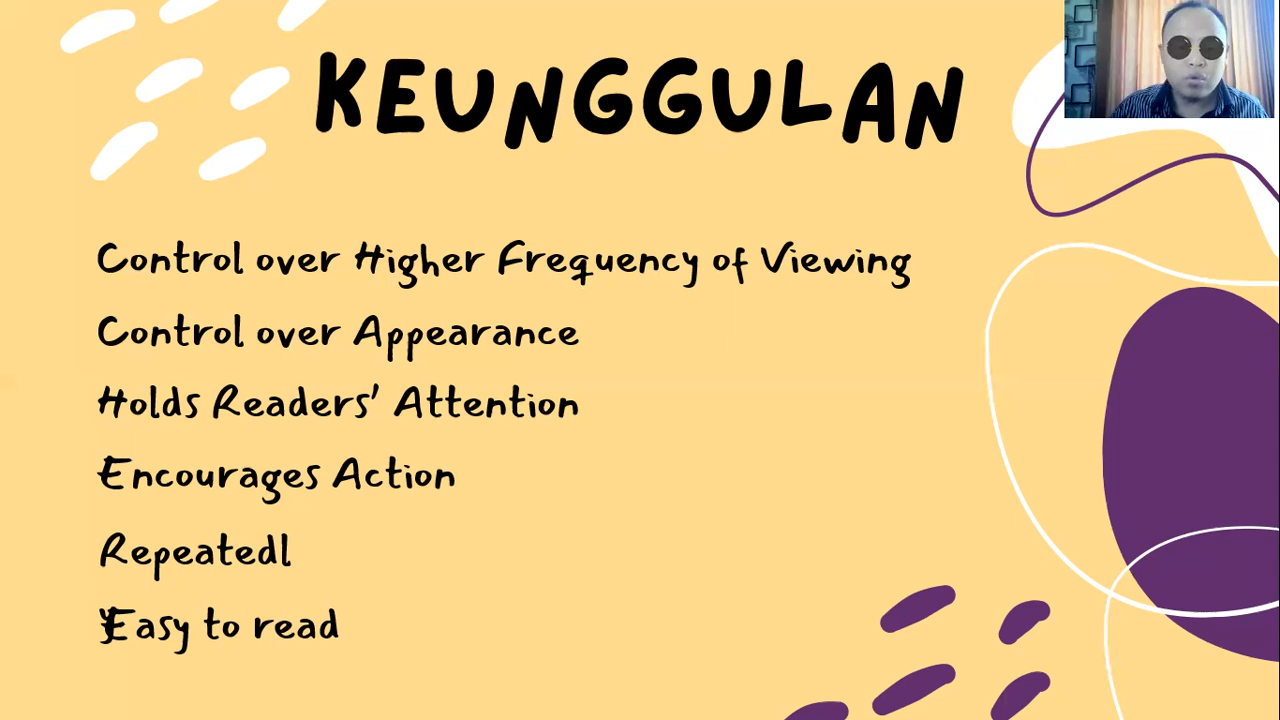 KEUNGGULAN
Control over Higher Frequency of Viewing
Control over Appearance
Holds Readers' Attention
Encourages Action
Repeatedl
y
Easy to read